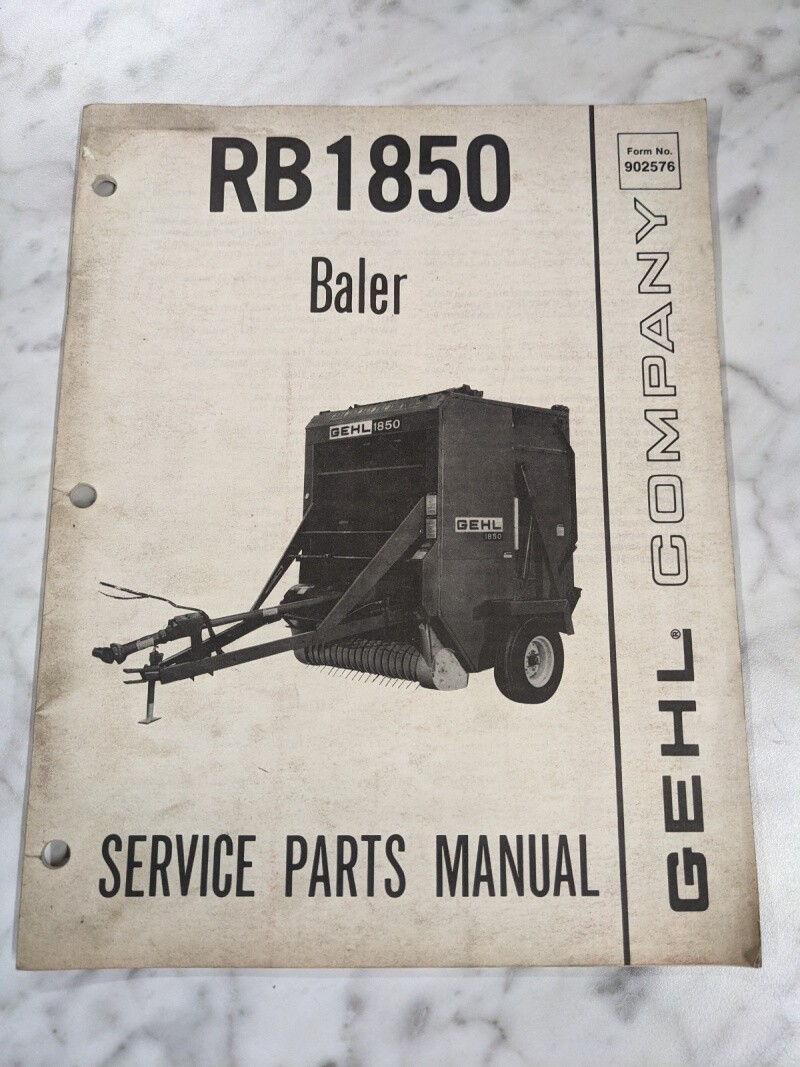 RB1850
Baler
Form No.
902576
GEHL® COMPANY
GEHL 1850
GEHL
1850
SERVICE PARTS MANUAL